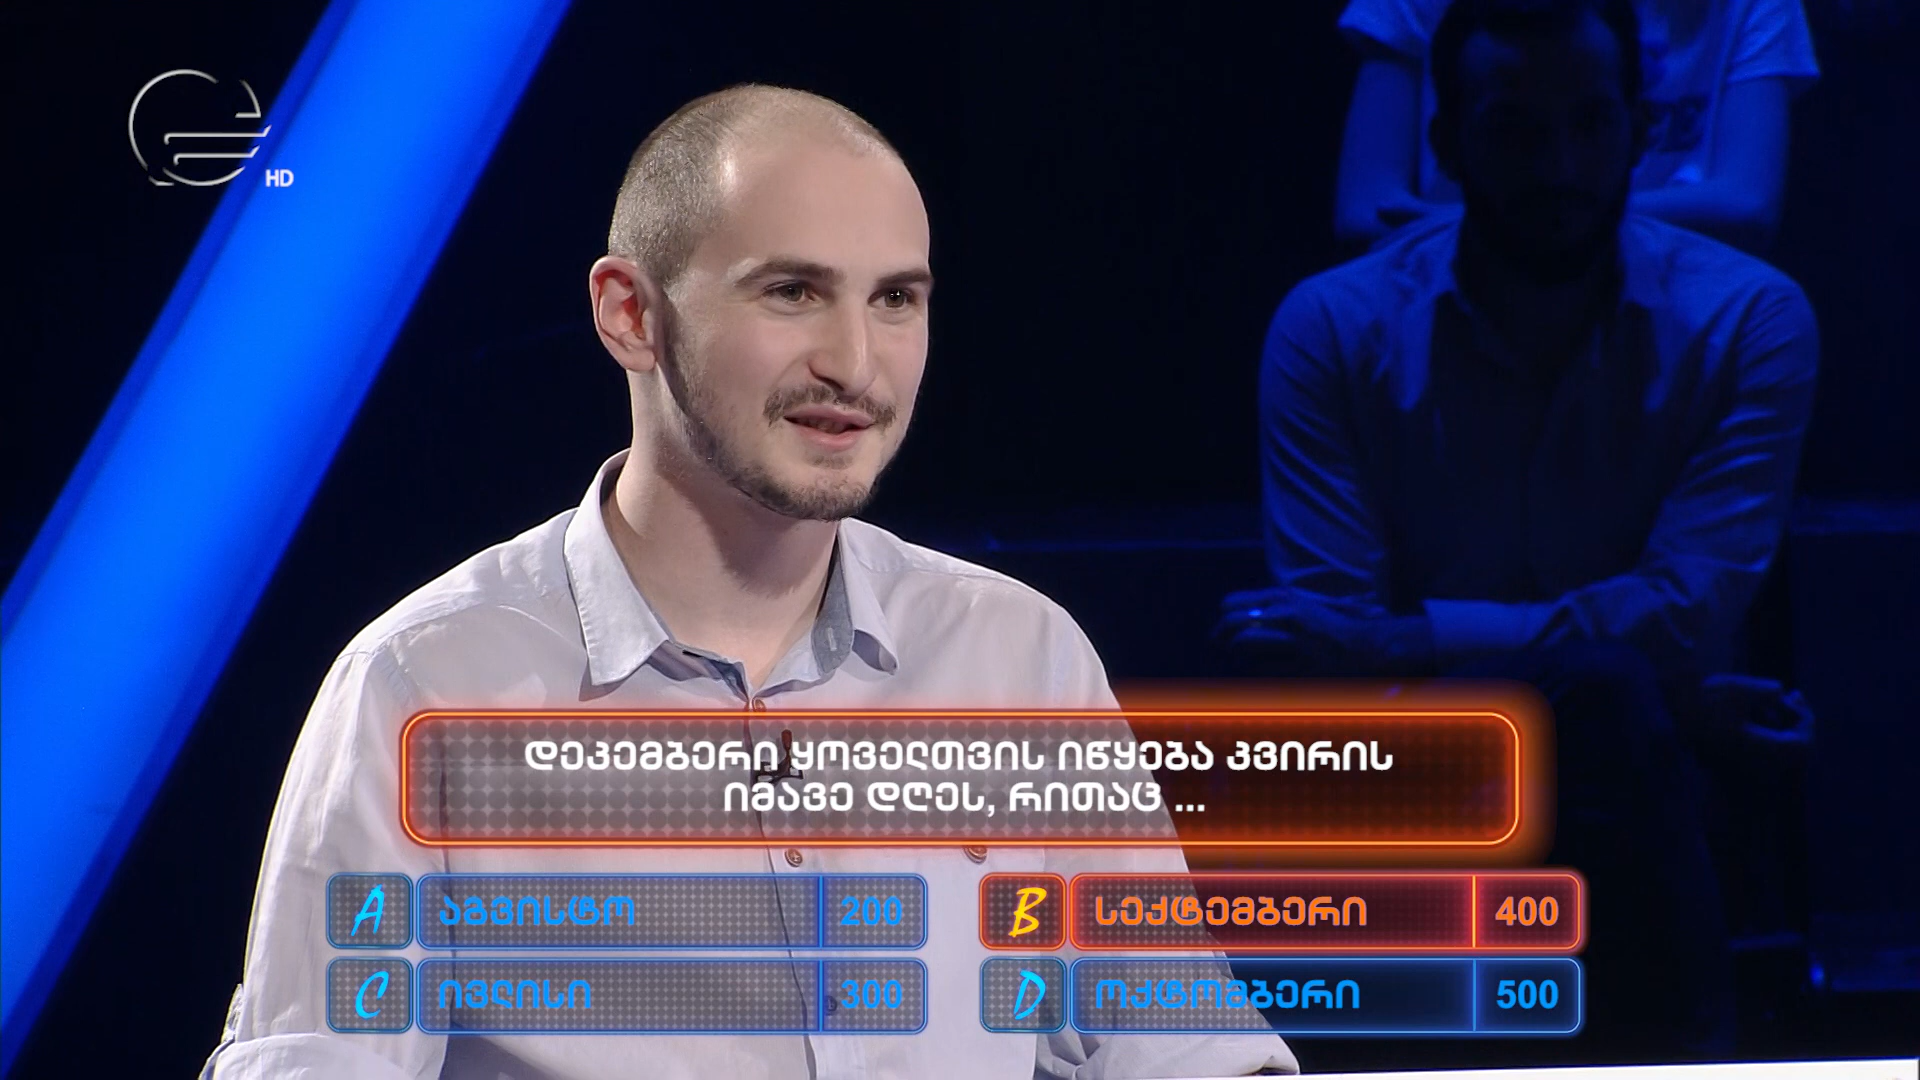 HD
დეკემბერი ყოველთვის იწყება კვირის
იმავე დღეს, რითაც ...
A აგვისტო 200
B სექტემბერი 400
C ივლისი 300
D ოქტომბერი 500